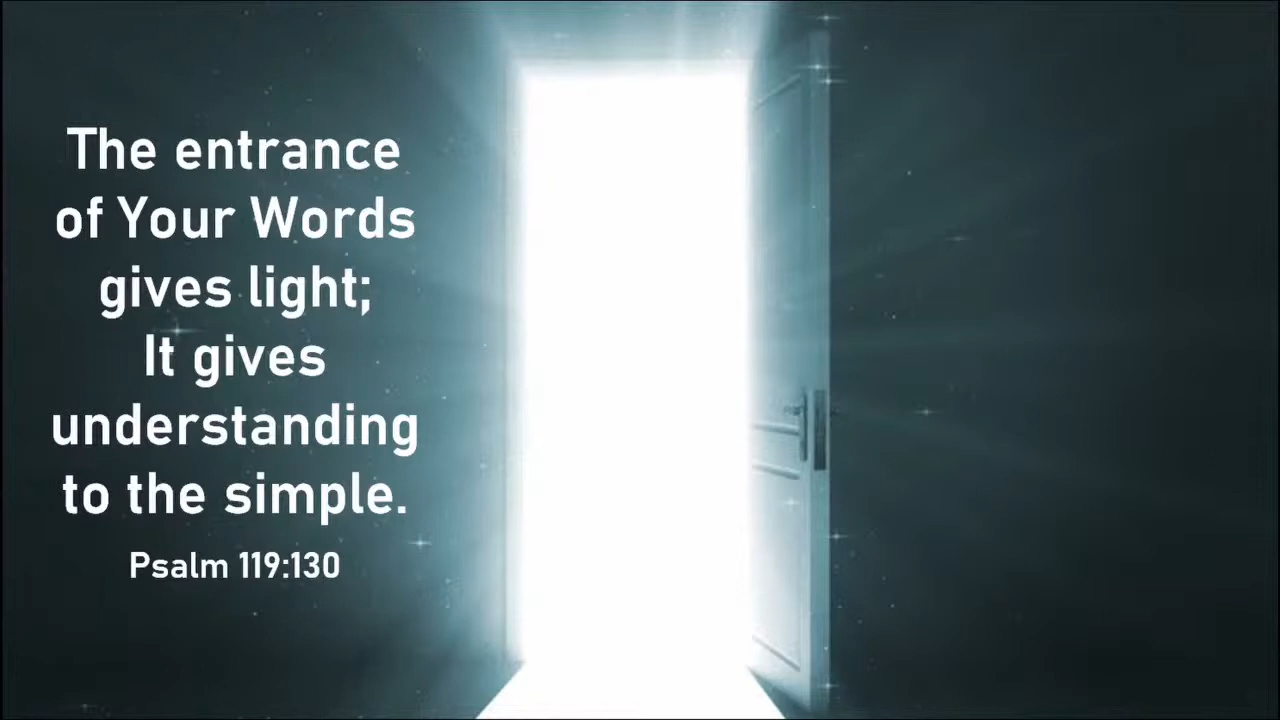 The entrance
of Your Words
gives light;
It gives
understanding
to the simple.
Psalm 119:130